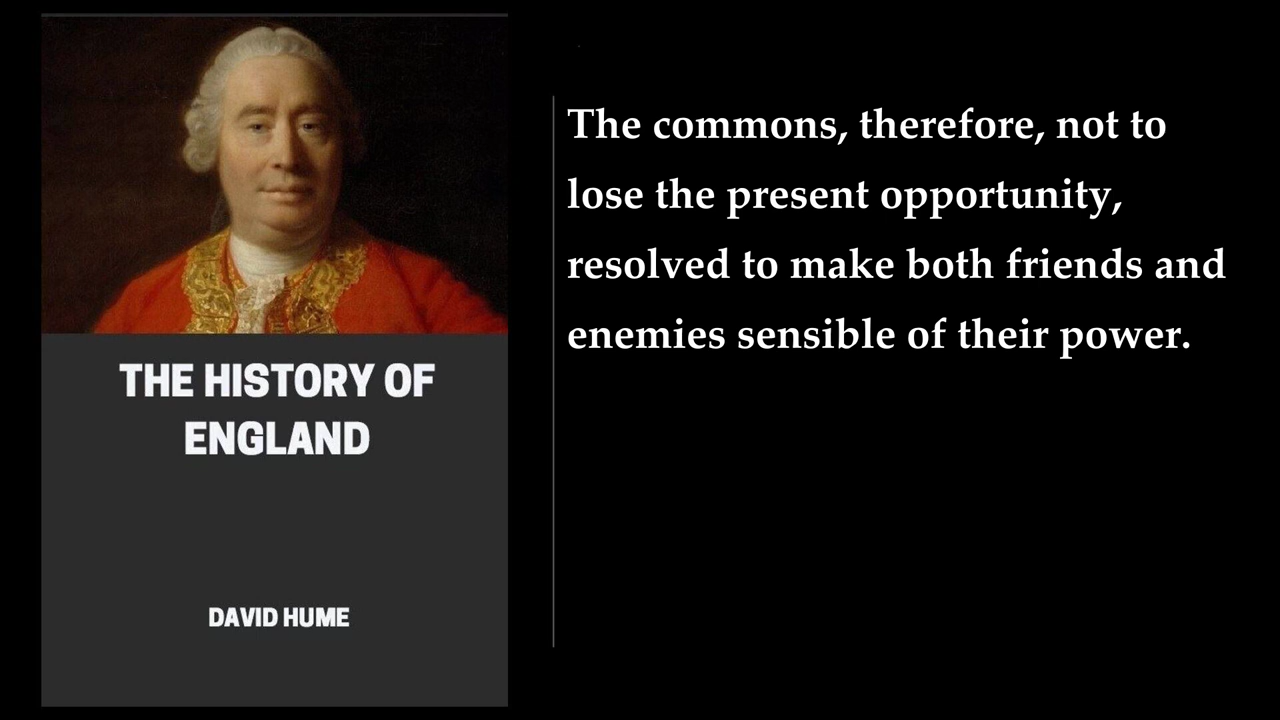 THE HISTORY OF
ENGLAND
DAVID HUME
The commons, therefore, not to
lose the present opportunity,
resolved to make both friends and
enemies sensible of their power.